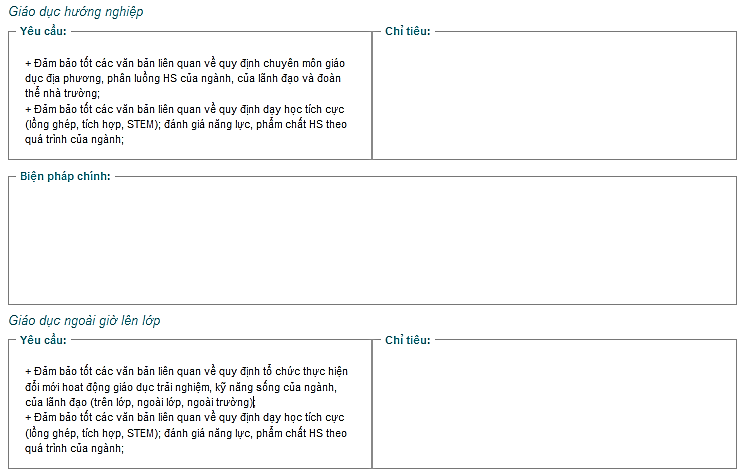 Giáo dục hướng nghiệp
Yêu cầu:
Chỉ tiêu:
+ Đảm bảo tốt các văn bản liên quan về quy định chuyên môn giáo
dục địa phương, phân luồng HS của ngành, của lãnh đạo và đoàn
thể nhà trường;
+ Đảm bảo tốt các văn bản liên quan về quy định dạy học tích cực
(lồng ghép, tích hợp, STEM); đánh giá năng lực, phẩm chất HS theo
quá trình của ngành;
Biện pháp chính:
Giáo dục ngoài giờ lên lớp
Yêu cầu:
Chỉ tiêu:
+ Đảm bảo tốt các văn bản liên quan về quy định tổ chức thực hiện
đổi mới hoạt động giáo dục trải nghiệm, kỹ năng sống của ngành,
của lãnh đạo (trên lớp, ngoài lớp, ngoài trường);
+ Đảm bảo tốt các văn bản liên quan về quy định dạy học tích cực
(lồng ghép, tích hợp, STEM); đánh giá năng lực, phẩm chất HS theo
quá trình của ngành;